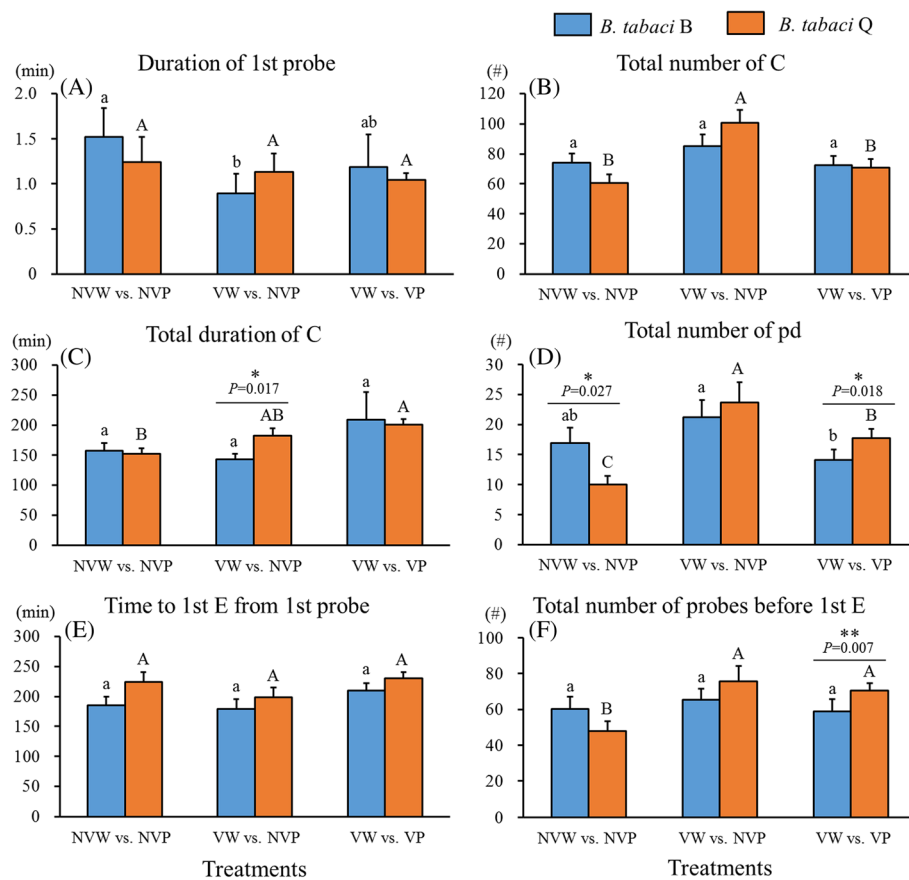 B. tabaci B
B. tabaci Q
Duration of 1st probe
(min)
(A)
2.0
1.5
1.0
0.5
0
a
A
b
A
ab
A
NVW vs. NVP
VW vs. NVP
VW vs. VP
Total number of C
(#)
(B)
120
100
80
60
40
20
0
a
B
a
A
a
B
NVW vs. NVP
VW vs. NVP
VW vs. VP
Total duration of C
(min)
(C)
300
250
200
150
100
50
0
a
B
*
P=0.017
a
AB
a
A
NVW vs. NVP
VW vs. NVP
VW vs. VP
Total number of pd
(#)
(D)
30
25
20
15
10
5
0
*
P=0.027
ab
C
a
A
*
P=0.018
b
B
NVW vs. NVP
VW vs. NVP
VW vs. VP
Time to 1st E from 1st probe
(min)
(E)
300
250
200
150
100
50
0
a
A
a
A
a
A
NVW vs. NVP
VW vs. NVP
VW vs. VP
Treatments
Total number of probes before 1st E
(#)
(F)
100
80
60
40
20
0
a
B
a
A
**
P=0.007
a
A
NVW vs. NVP
VW vs. NVP
VW vs. VP
Treatments